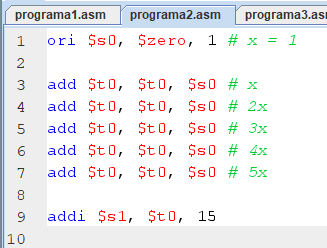 programa1.asm programa2.asm programa3.as
1 ori $s0, $zero, 1 # x = 1
2
3 add $t0, $t0, $s0 # x
4 add $t0, $t0, $s0 # 2x
5 add $t0, $t0, $s0 # 3x
6 add $t0, $t0, $s0 # 4x
7 add $t0, $t0, $s0 # 5x
8
9 addi $s1, $t0, 15
10